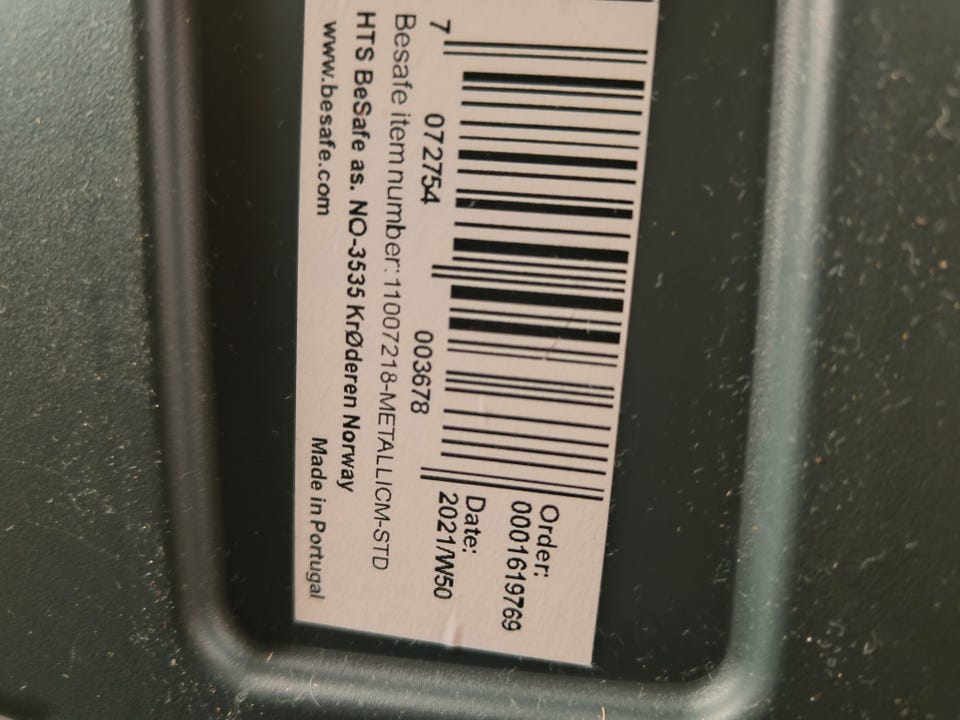 Order:
0001619769
Date:
2021/W50
7 072754 003678
Besafe item number: 11007218-METALLICM-STD
HTS BeSafe as. NO-3535 KrØderen Norway
www.besafe.com Made in Portugal